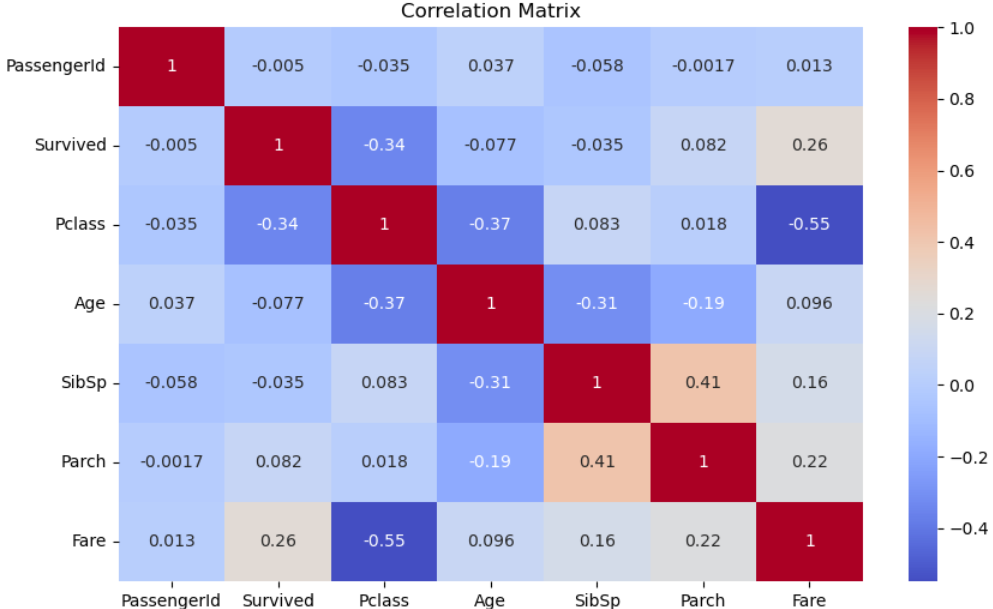 Correlation Matrix
PassengerId 1 -0.005 -0.035 0.037 -0.058 -0.0017 0.013
Survived -0.005 1 -0.34 -0.077 -0.035 0.082 0.26
Pclass -0.035 -0.34 1 -0.37 0.083 0.018 -0.55
Age 0.037 -0.077 -0.37 1 -0.31 -0.19 0.096
SibSp -0.058 -0.035 0.083 -0.31 1 0.41 0.16
Parch -0.0017 0.082 0.018 -0.19 0.41 1 0.22
Fare 0.013 0.26 -0.55 0.096 0.16 0.22 1
PassengerId Survived Pclass Age SibSp Parch Fare
1.0
0.8
0.6
0.4
0.2
0.0
−0.2
−0.4